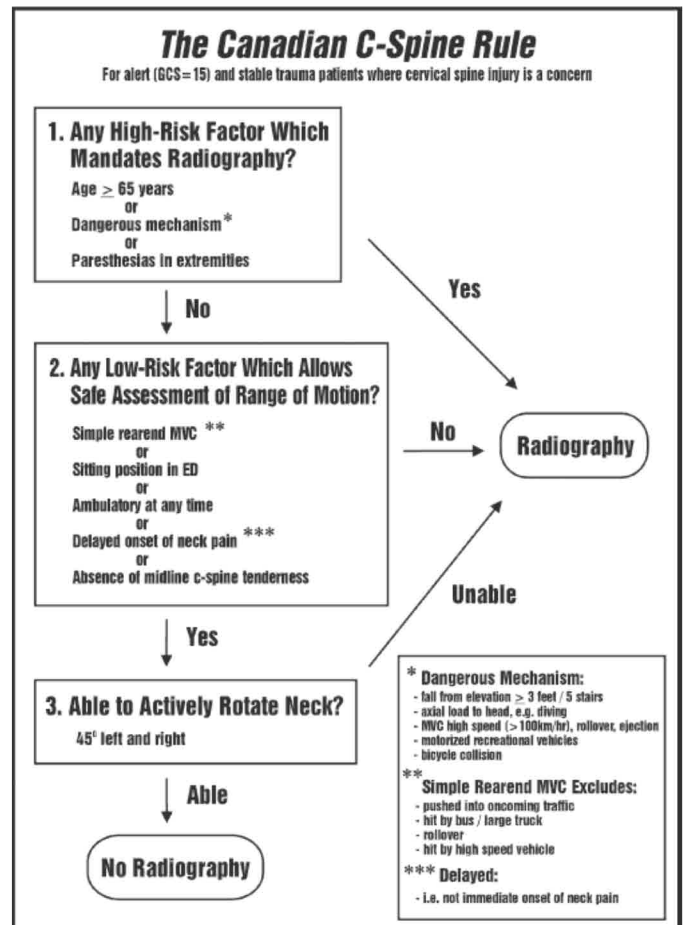 The Canadian C-Spine Rule
For alert (GCS=15) and stable trauma patients where cervical spine injury is a concern
1. Any High-Risk Factor Which
Mandates Radiography?
Age ≥ 65 years
or
Dangerous mechanism*
or
Paresthesias in extremities
Yes
No
2. Any Low-Risk Factor Which Allows
Safe Assessment of Range of Motion?
Simple rearend MVC **
or
Sitting position in ED
or
Ambulatory at any time
or
Delayed onset of neck pain ***
or
Absence of midline c-spine tenderness
No
Radiography
Yes
Unable
3. Able to Actively Rotate Neck?
45° left and right
Able
No Radiography
* Dangerous Mechanism:
- fall from elevation ≥ 3 feet / 5 stairs
- axial load to head, e.g. diving
- MVC high speed (>100km/hr), rollover, ejection
- motorized recreational vehicles
- bicycle collision
**
Simple Rearend MVC Excludes:
- pushed into oncoming traffic
- hit by bus / large truck
- rollover
- hit by high speed vehicle
*** Delayed:
- i.e. not immediate onset of neck pain